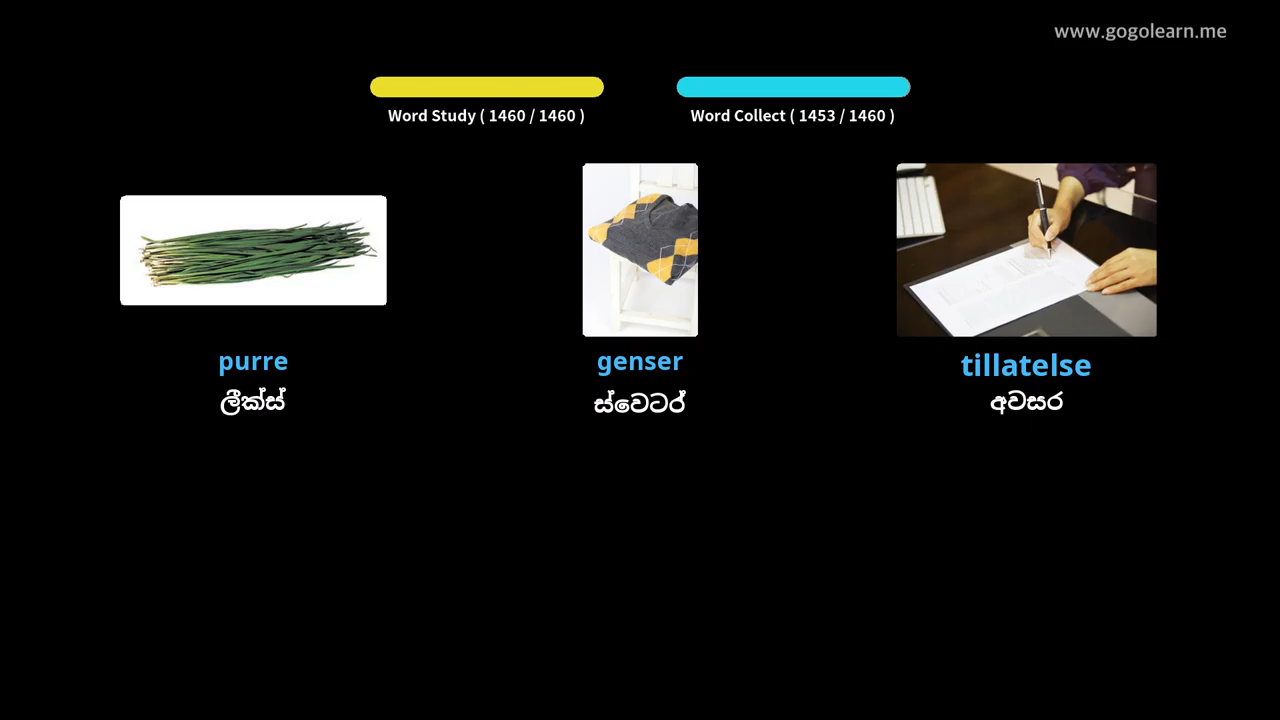 www.gogolearn.me
Word Study ( 1460 / 1460 )
Word Collect ( 1453 / 1460 )
purre
genser
tillatelse
ලීක්ස්
ස්වෙටර්
අවසර